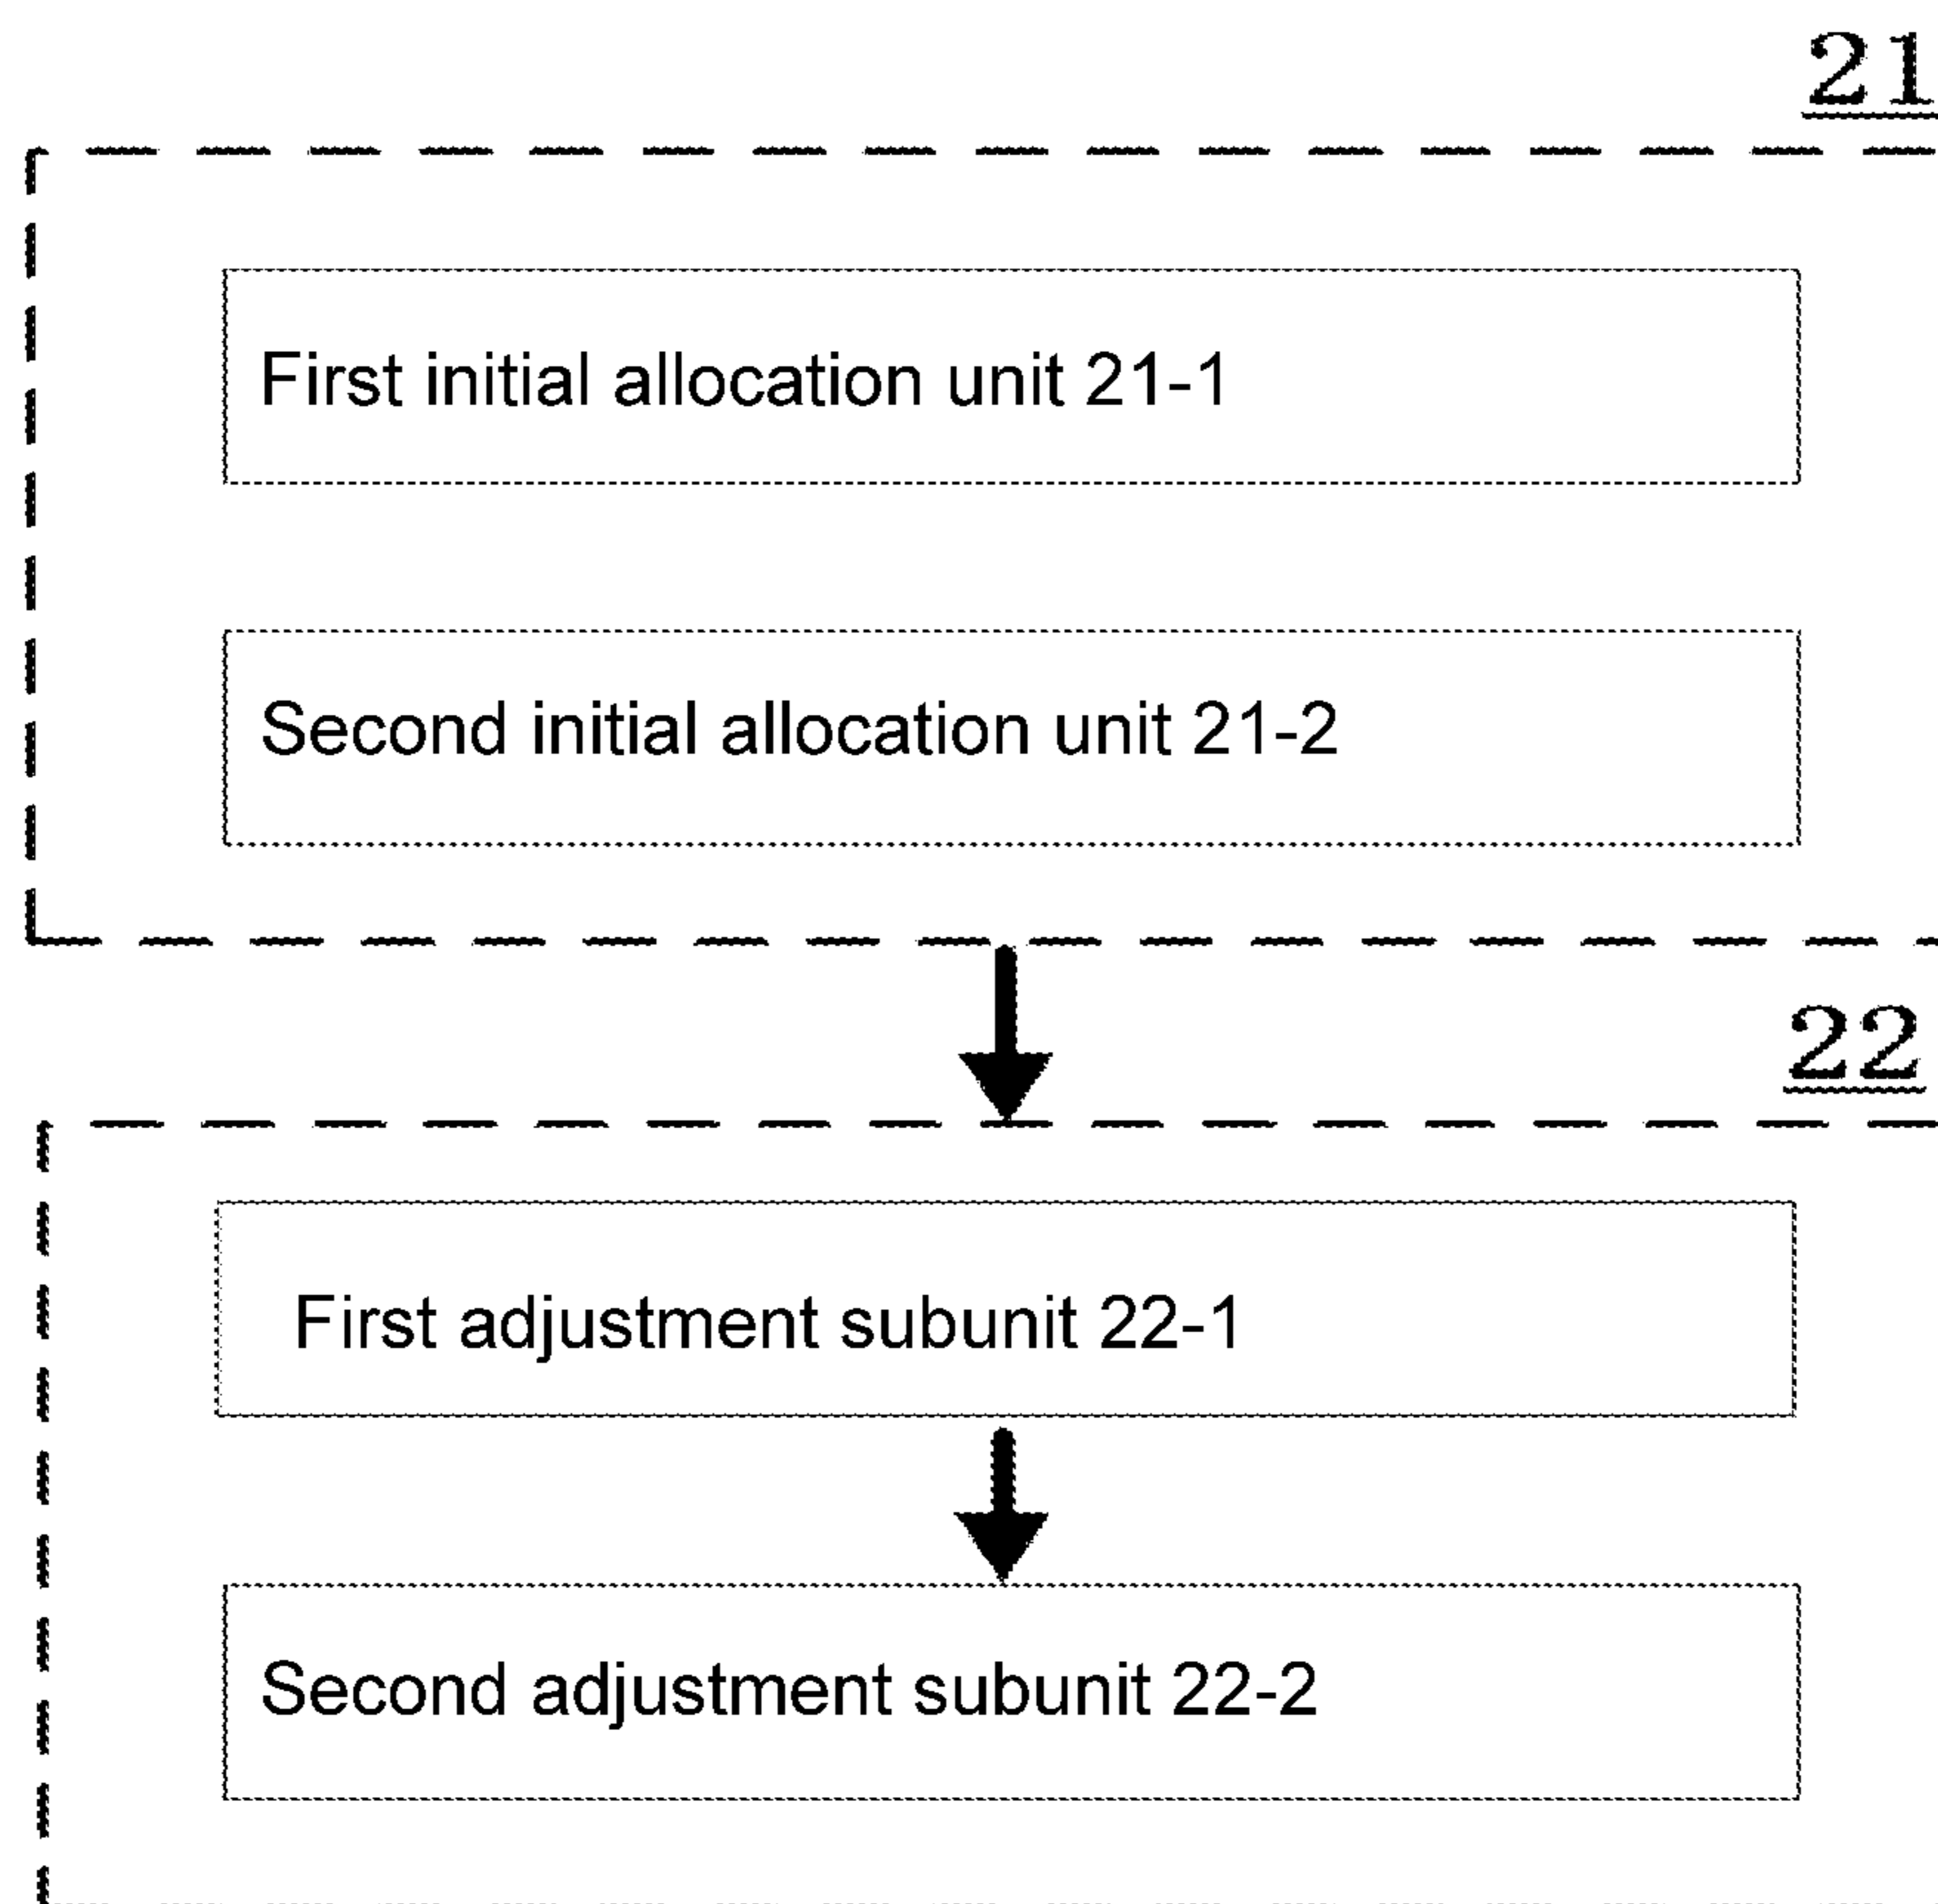 21
First initial allocation unit 21-1
Second initial allocation unit 21-2
22
First adjustment subunit 22-1
Second adjustment subunit 22-2